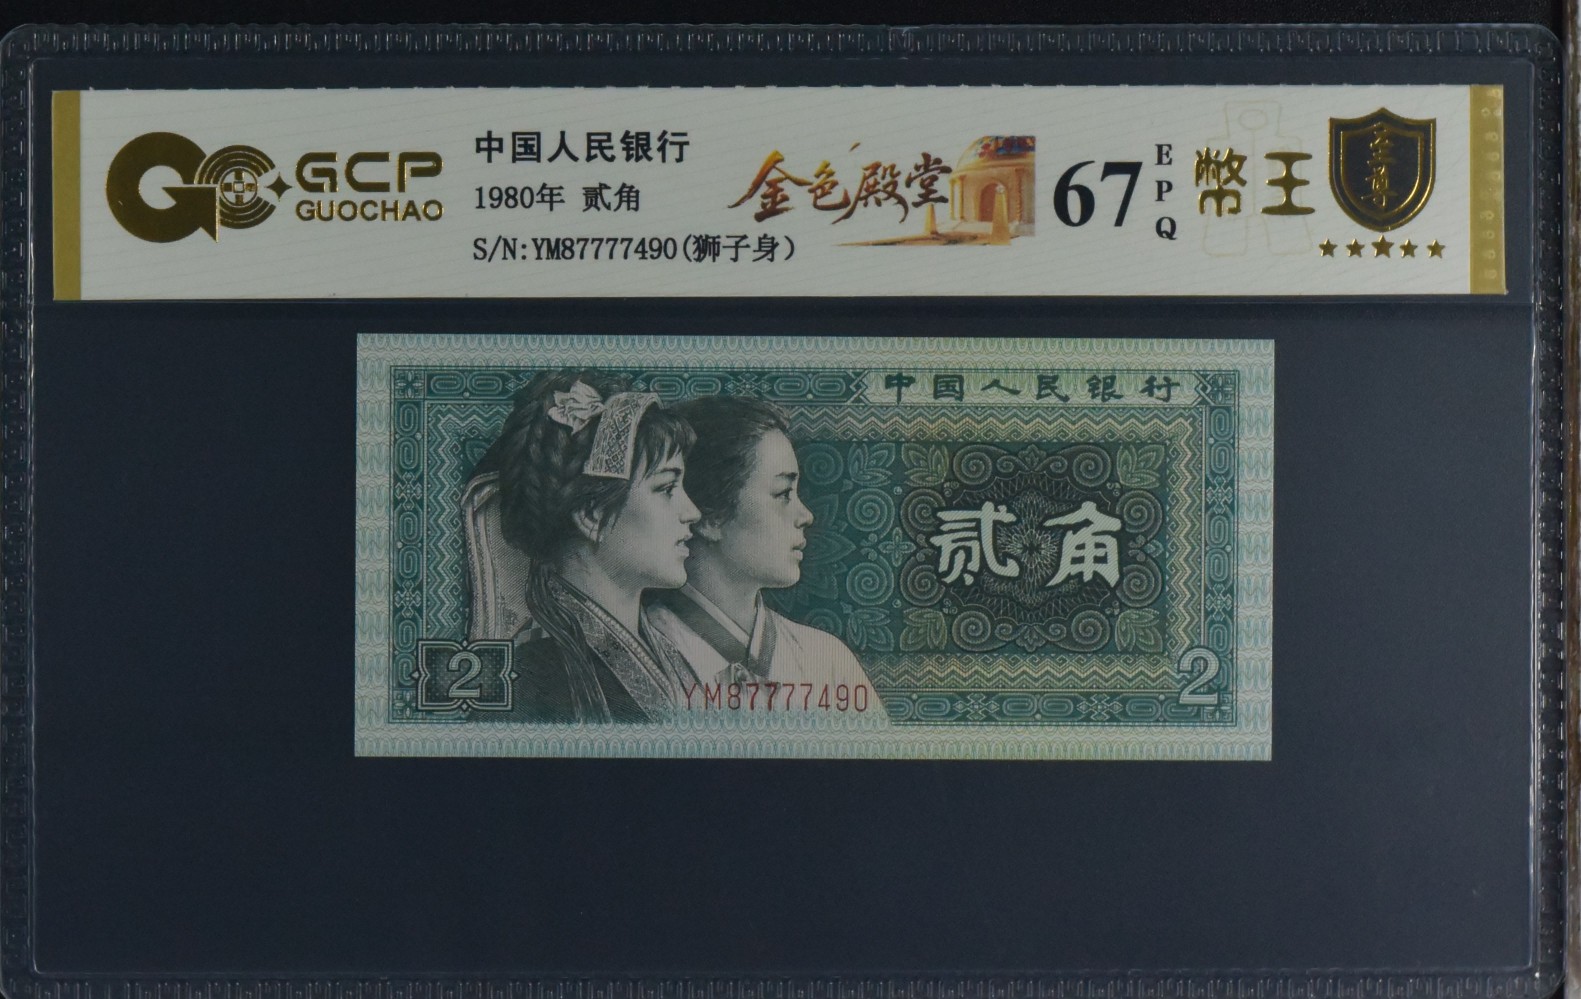 GCP
GUOCHAO
中国人民银行
1980年 贰角
S/N:YM87777490(狮子身)
金色殿堂
67
EPQ
幣王
至尊
中国人民银行
贰角
2
YM87777490
2